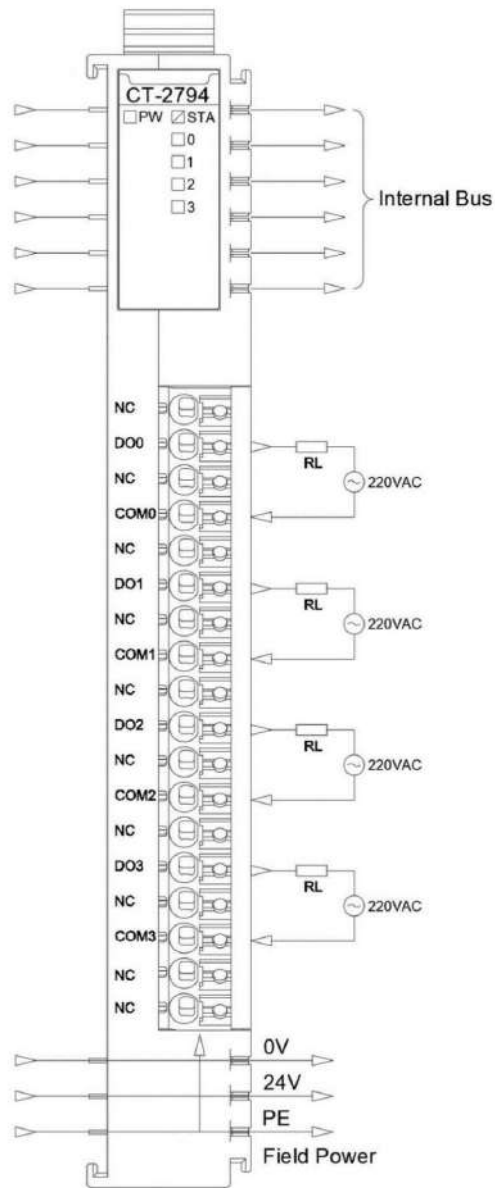 CT-2794
PW STA
0
1
2
3
Internal Bus
NC
DO0
RL
220VAC
NC
COM0
NC
DO1
RL
220VAC
NC
COM1
NC
DO2
RL
220VAC
NC
COM2
NC
DO3
RL
220VAC
NC
COM3
NC
NC
0V
24V
PE
Field Power